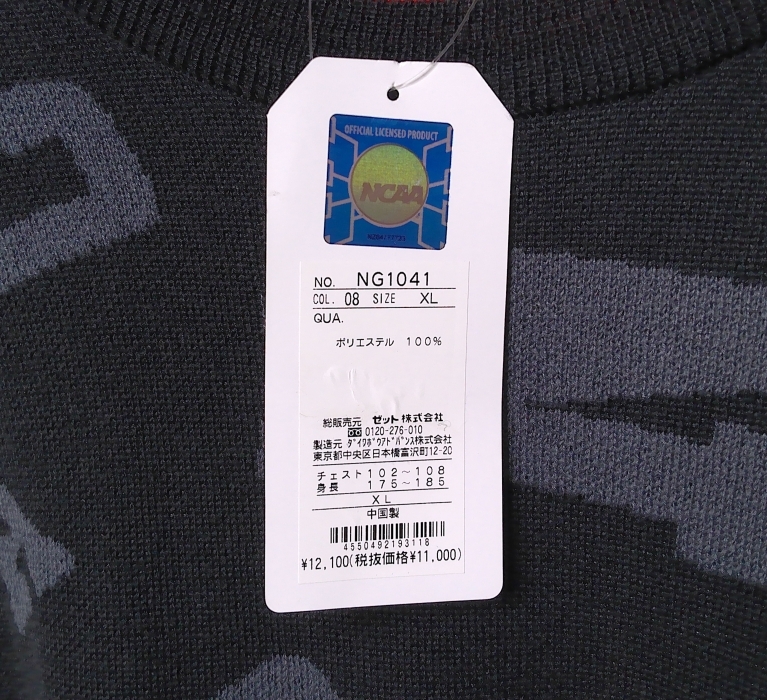 OFFICIAL LICENSED PRODUCT
NCAA
NO. NG1041
COL. 08 SIZE XL
QUA.
ポリエステル 100%
総販売元 ゼット株式会社
0120-276-010
製造元 ダイワボウアドバンス株式会社
東京都中央区日本橋富沢町12-20
チェスト 102~108
身長 175~185
XL
中国製
4550492193118
¥12,100(税抜価格¥11,000)